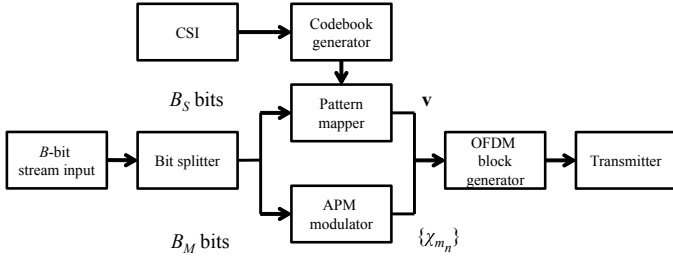 CSI
Codebook
generator
B_S bits
Pattern
mapper
v
B-bit
stream input
Bit splitter
OFDM
block
generator
Transmitter
APM
modulator
B_M bits
{χ_{m_n}}